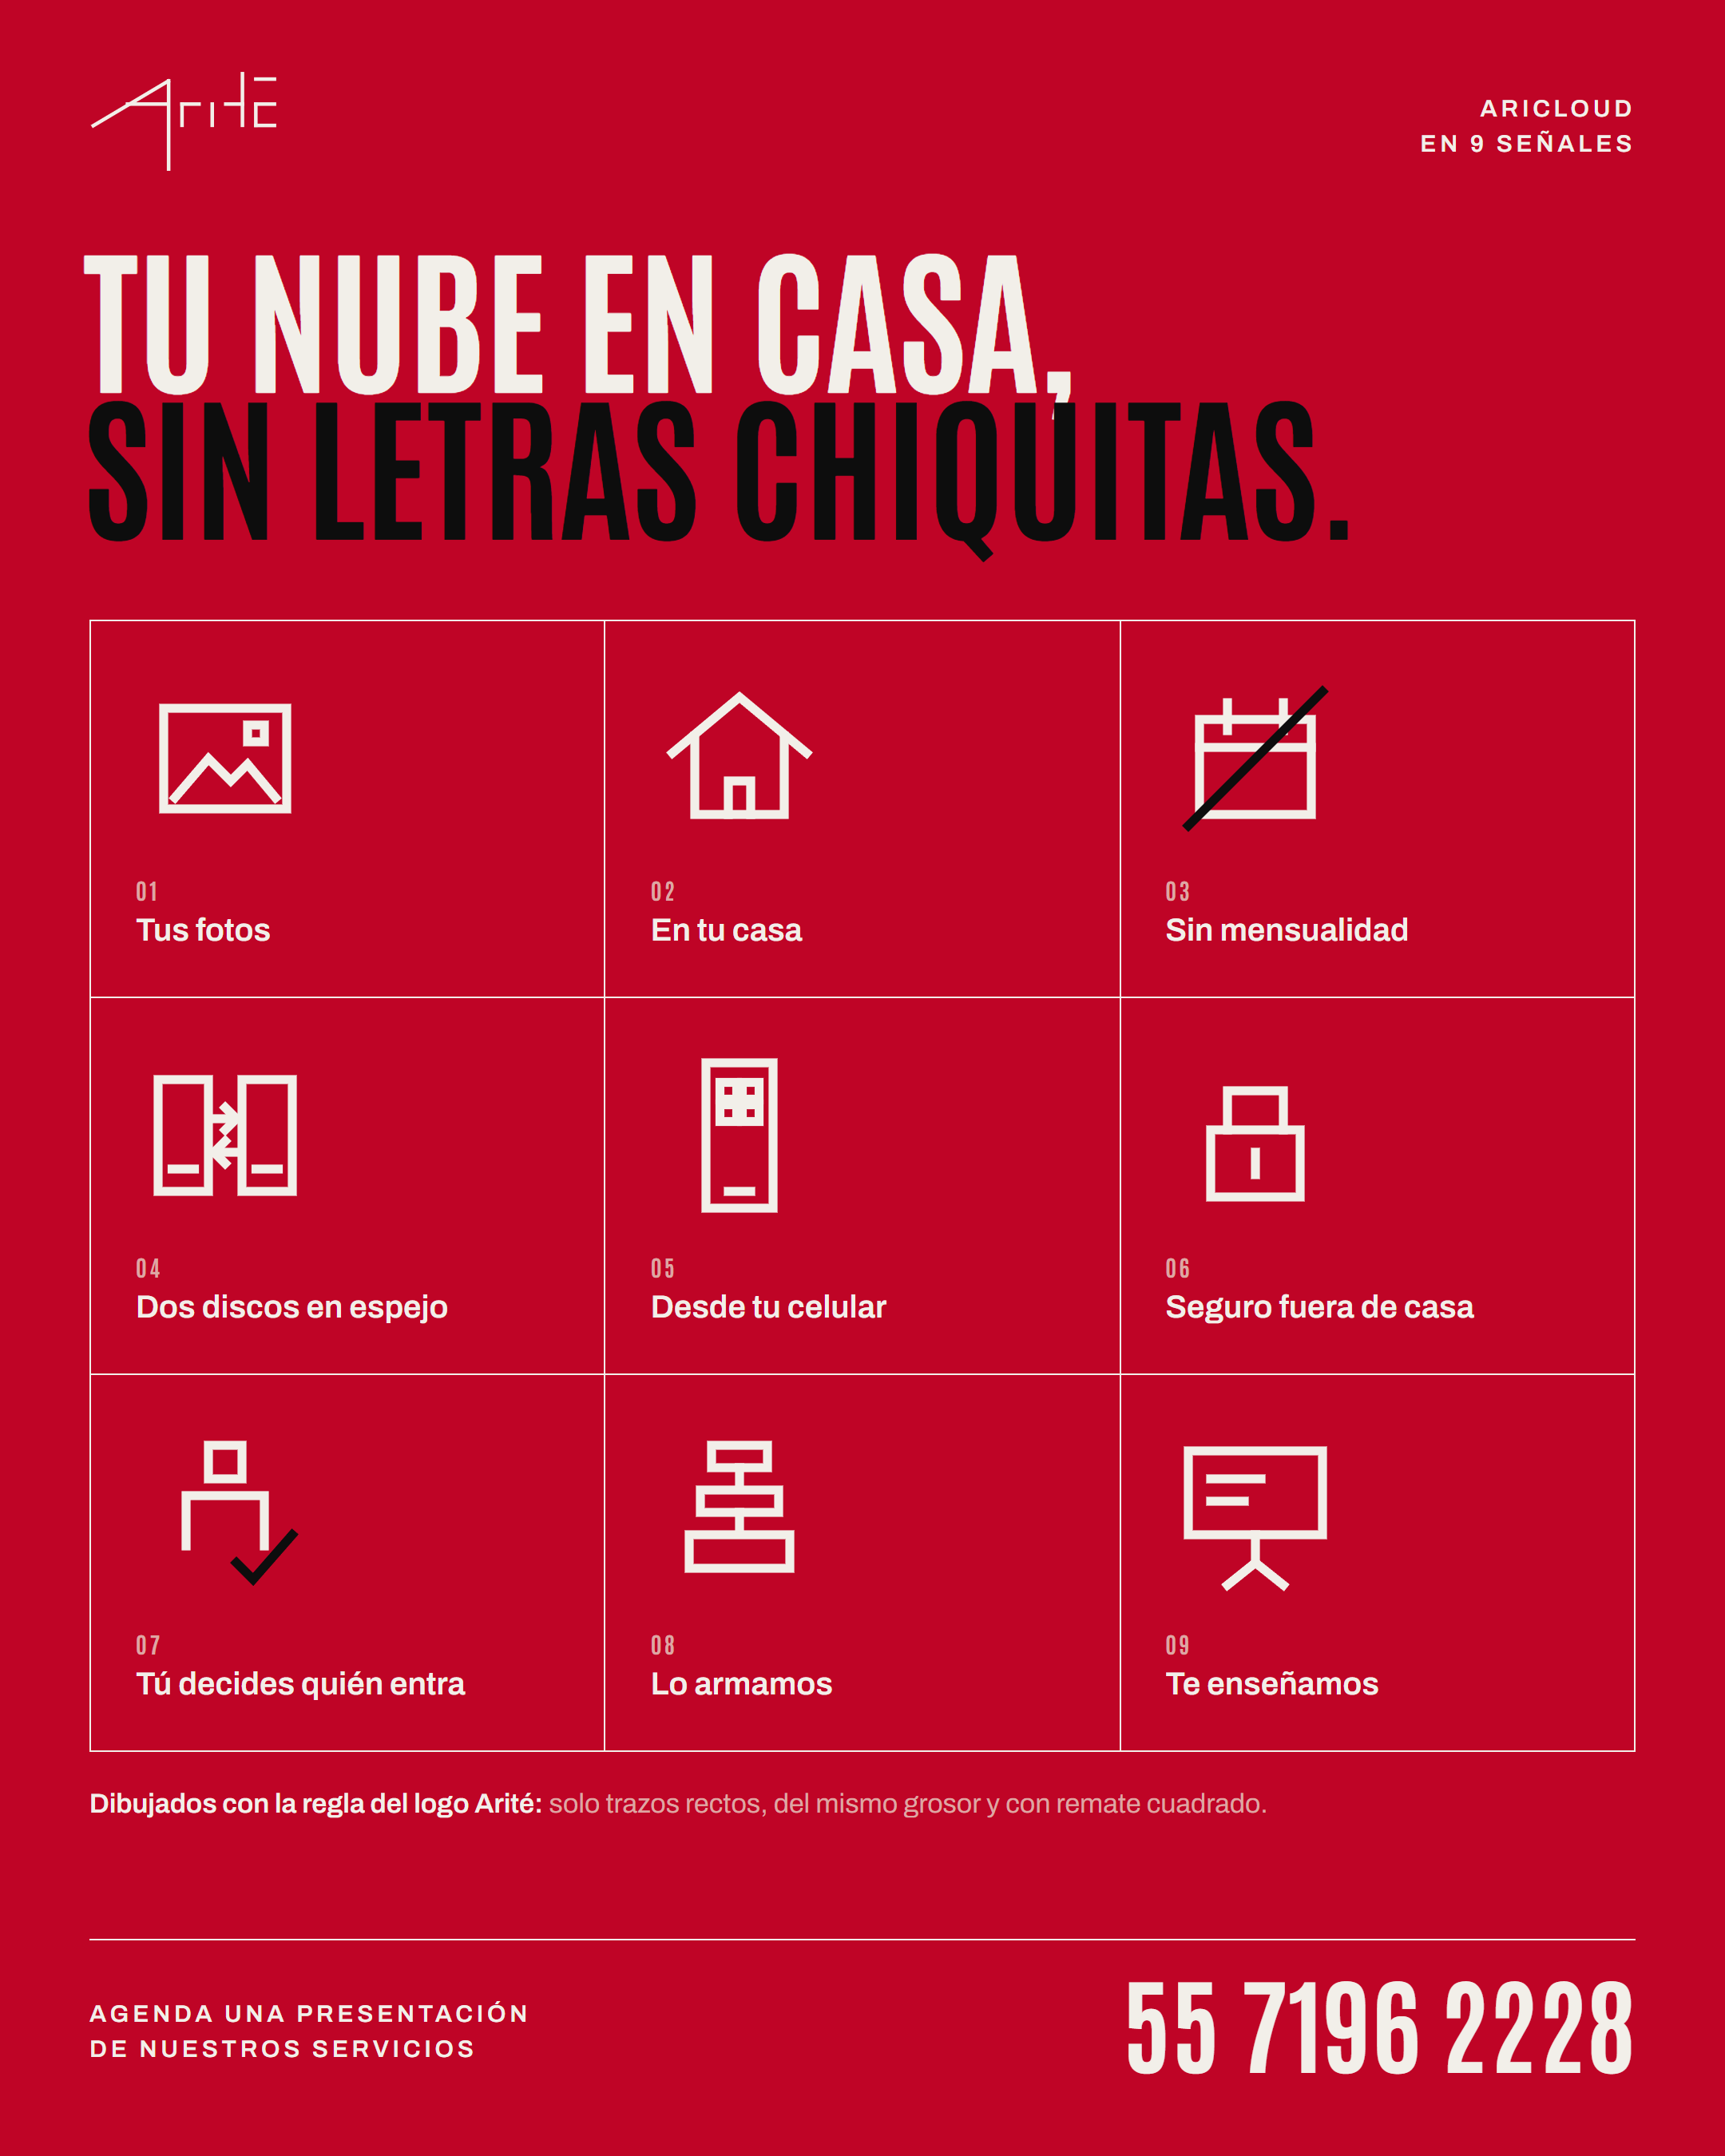 Arité
ARICLOUD
EN 9 SEÑALES
TU NUBE EN CASA,
SIN LETRAS CHIQUITAS.
01
Tus fotos
02
En tu casa
03
Sin mensualidad
04
Dos discos en espejo
05
Desde tu celular
06
Seguro fuera de casa
07
Tú decides quién entra
08
Lo armamos
09
Te enseñamos
Dibujados con la regla del logo Arité: solo trazos rectos, del mismo grosor y con remate cuadrado.
AGENDA UNA PRESENTACIÓN
DE NUESTROS SERVICIOS
55 7196 2228